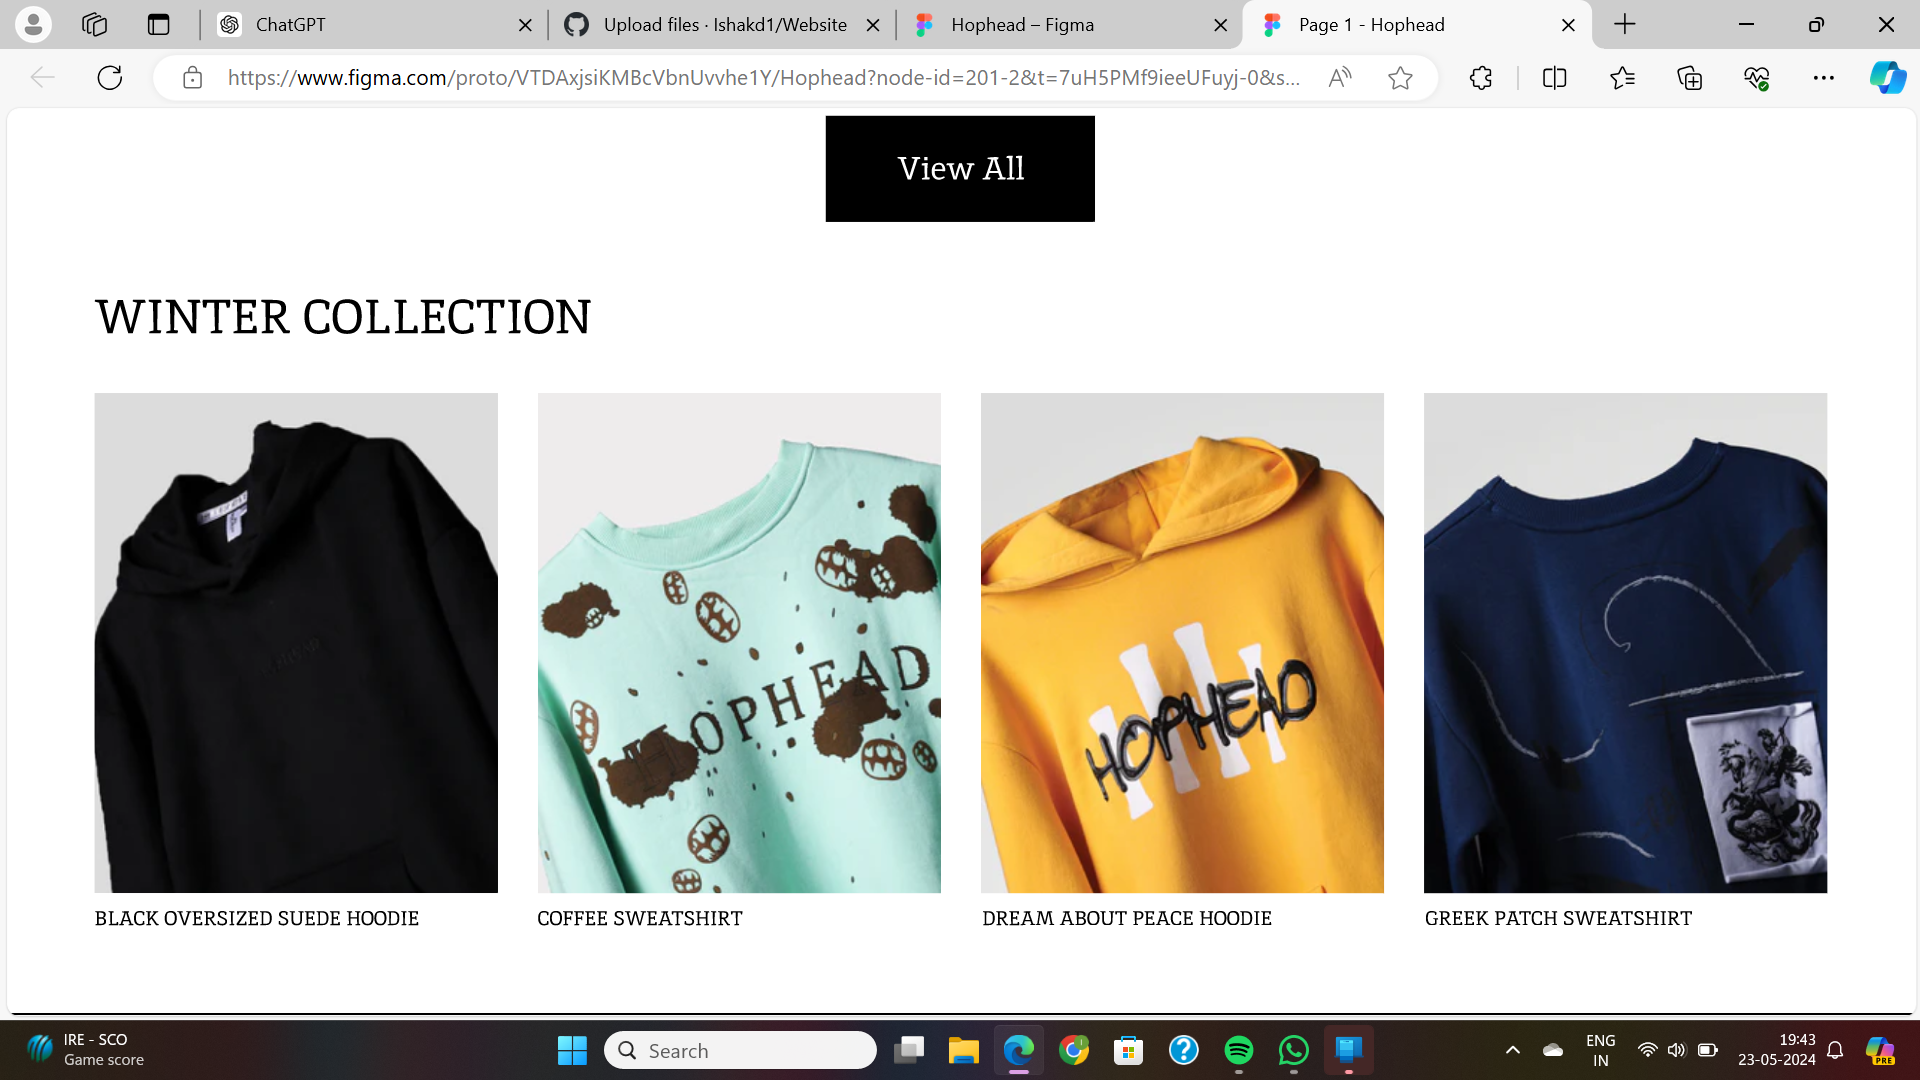 ChatGPT
Upload files · Ishakd1/Website
Hophead – Figma
Page 1 - Hophead
https://www.figma.com/proto/VTDAxjsiKMBcVbnUvvhe1Y/Hophead?node-id=201-2&t=7uH5PMf9ieeUFuyj-0&s...
View All
WINTER COLLECTION
HOPHEAD
HOPHEAD
BLACK OVERSIZED SUEDE HOODIE
COFFEE SWEATSHIRT
DREAM ABOUT PEACE HOODIE
GREEK PATCH SWEATSHIRT
IRE - SCO
Game score
Search
ENG
IN
19:43
23-05-2024
PRE